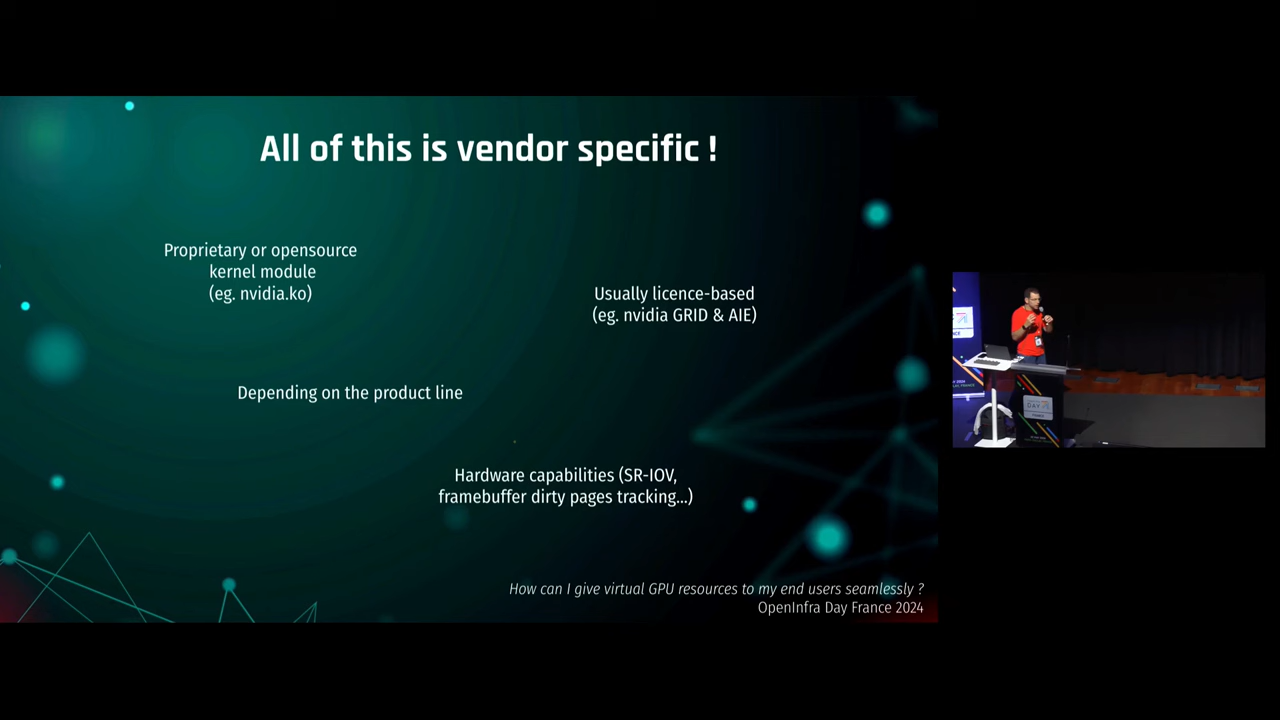 All of this is vendor specific !
Proprietary or opensource
kernel module
(eg. nvidia.ko)
Usually licence-based
(eg. nvidia GRID & AIE)
Depending on the product line
Hardware capabilities (SR-IOV,
framebuffer dirty pages tracking...)
How can I give virtual GPU resources to my end users seamlessly ?
OpenInfra Day France 2024
DAY